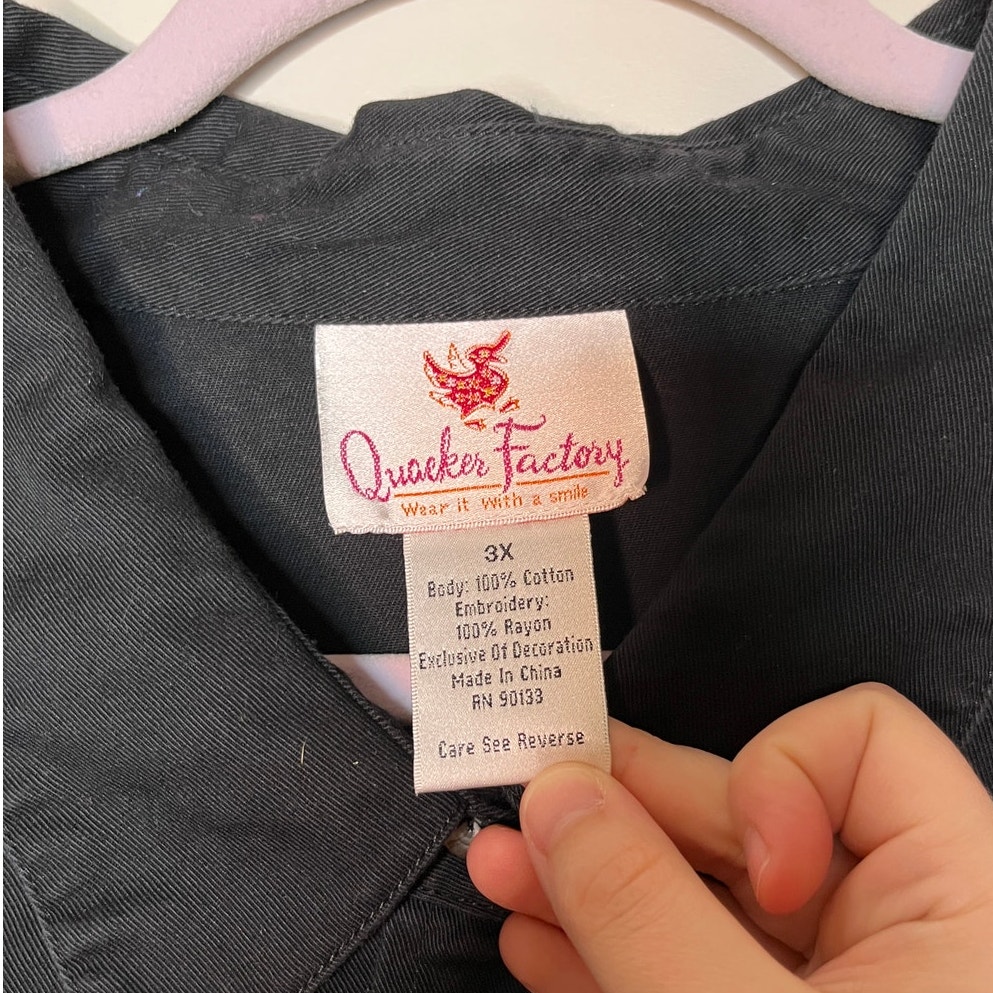 Quacker Factory
Wear it with a smile
3X
Body: 100% Cotton
Embroidery:
100% Rayon
Exclusive Of Decoration
Made In China
RN 90133
Care See Reverse